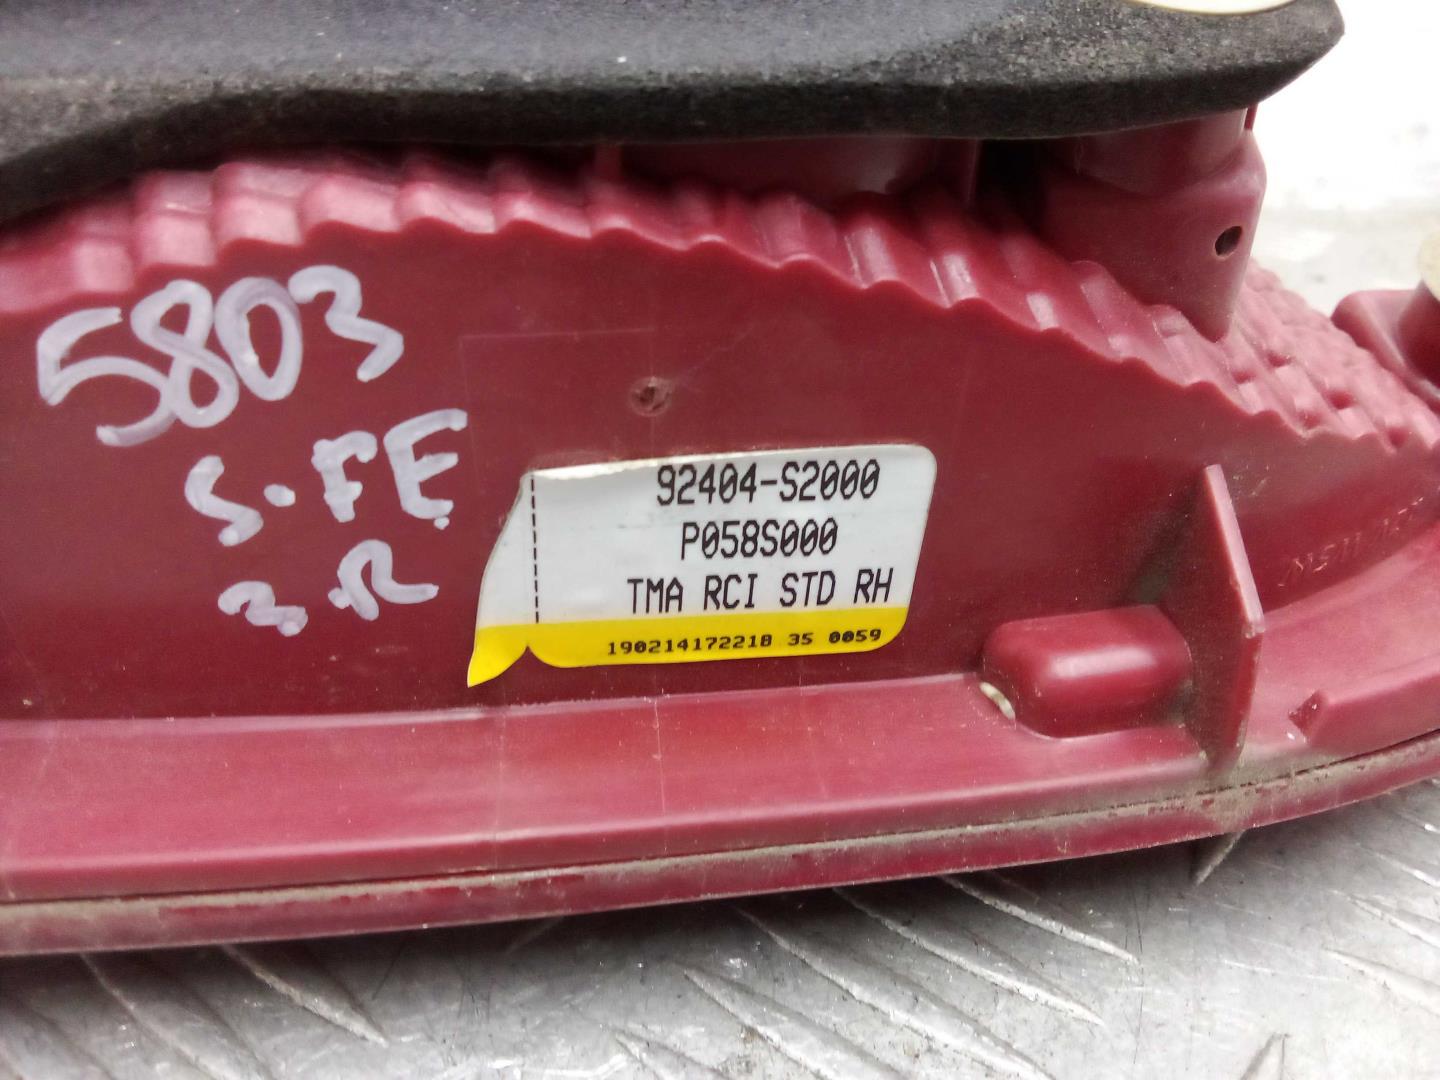 5803
S.FE
3.R
92404-S2000
P058S000
TMA RCI STD RH
190214172218 35 0059